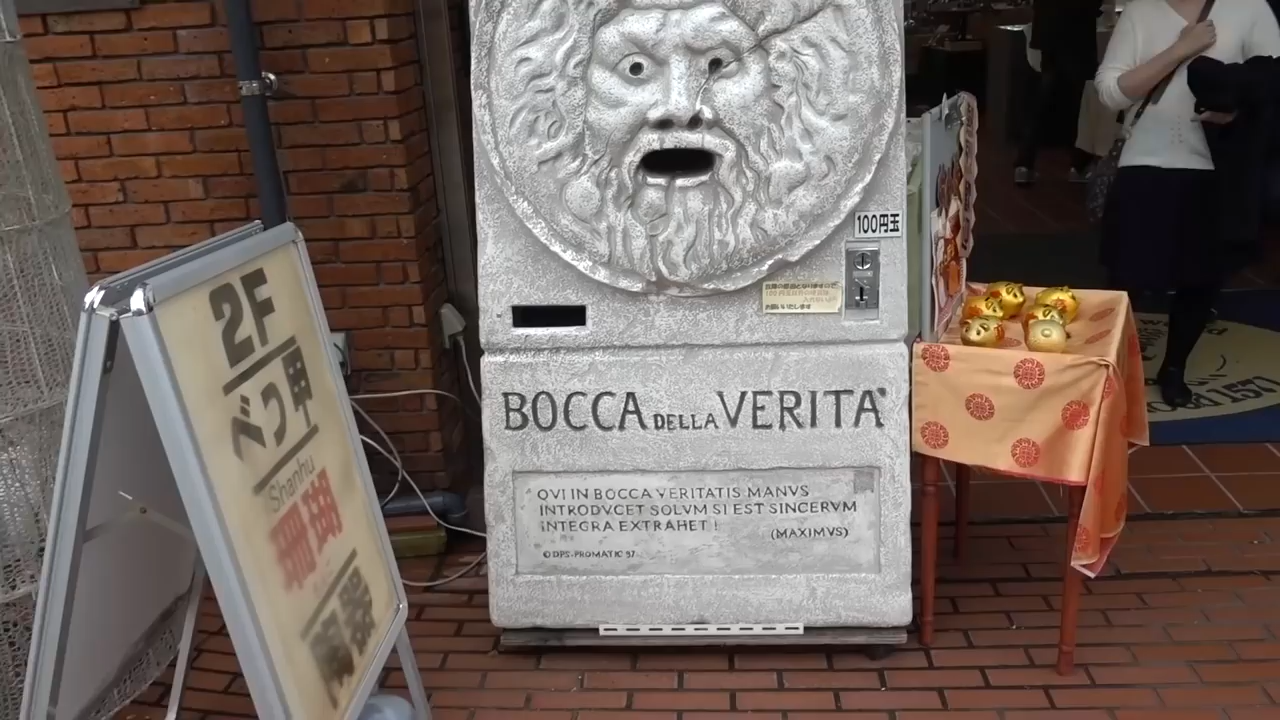 2F
べっ甲
Shanhu
珊瑚
100円玉
BOCCA DELLA VERITA'
QVI IN BOCCA VERITATIS MANVS
INTRODVCET SOLVM SI EST SINCERVM
INTEGRA EXTRAHET !
(MAXIMVS)
© DPS-PROMATIC 97